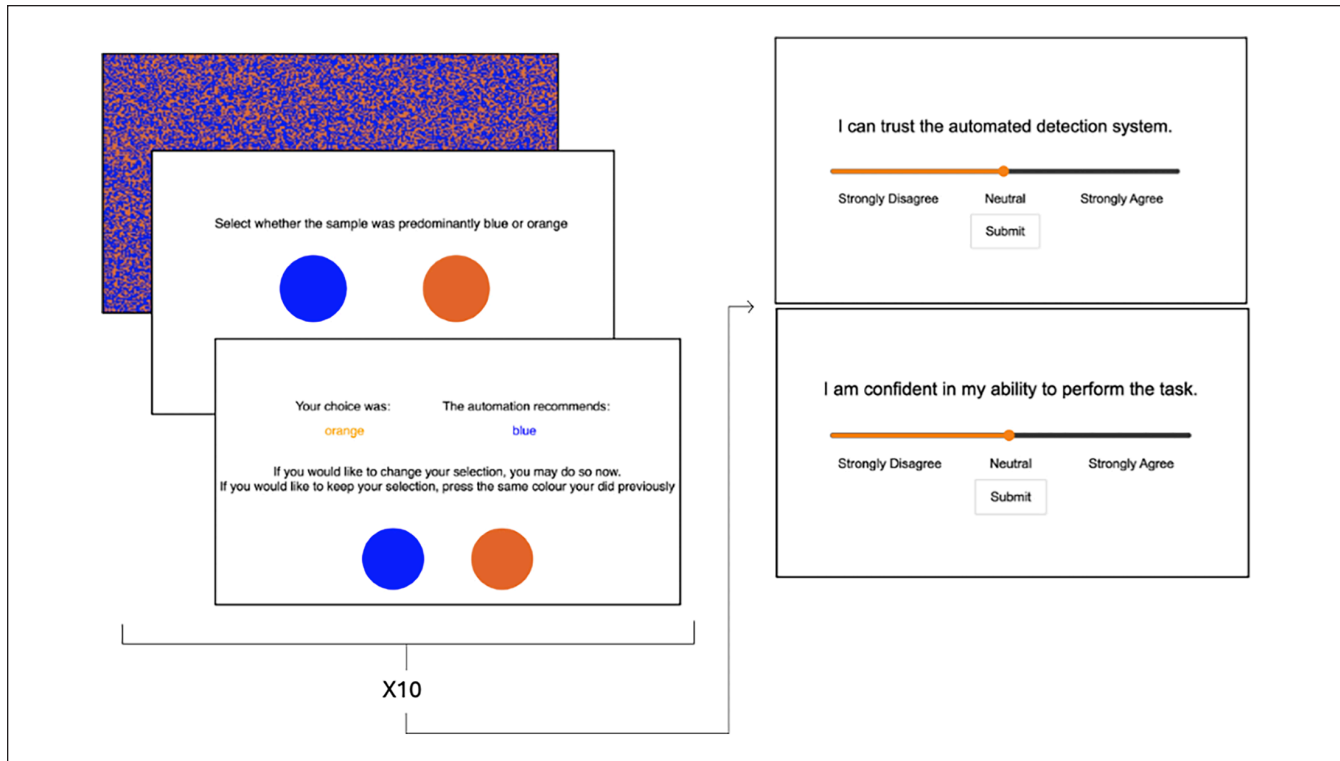 Select whether the sample was predominantly blue or orange
Your choice was:
orange
The automation recommends:
blue
If you would like to change your selection, you may do so now.
If you would like to keep your selection, press the same colour your did previously
X10
I can trust the automated detection system.
Strongly Disagree Neutral Strongly Agree
Submit
I am confident in my ability to perform the task.
Strongly Disagree Neutral Strongly Agree
Submit